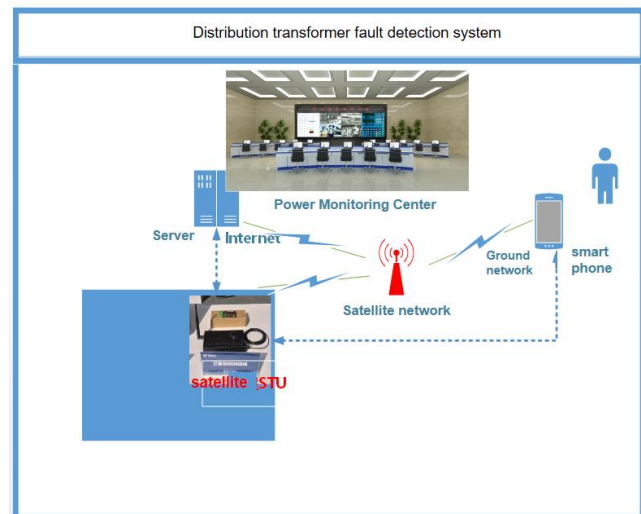 Distribution transformer fault detection system
Power Monitoring Center
Server
Internet
Ground
network
smart
phone
Satellite network
satellite STU